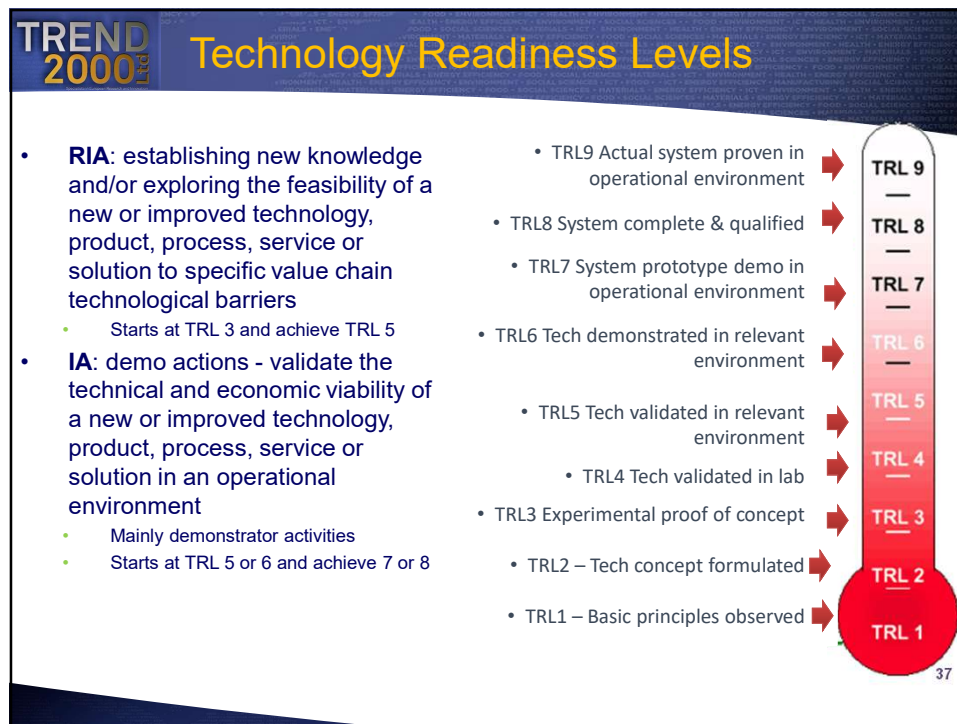 TREND
2000 Ltd
Technology Readiness Levels
• RIA: establishing new knowledge
and/or exploring the feasibility of a
new or improved technology,
product, process, service or
solution to specific value chain
technological barriers
• Starts at TRL 3 and achieve TRL 5
• IA: demo actions - validate the
technical and economic viability of
a new or improved technology,
product, process, service or
solution in an operational
environment
• Mainly demonstrator activities
• Starts at TRL 5 or 6 and achieve 7 or 8
• TRL9 Actual system proven in
operational environment
• TRL8 System complete & qualified
• TRL7 System prototype demo in
operational environment
• TRL6 Tech demonstrated in relevant
environment
• TRL5 Tech validated in relevant
environment
• TRL4 Tech validated in lab
• TRL3 Experimental proof of concept
• TRL2 – Tech concept formulated
• TRL1 – Basic principles observed
TRL 9
TRL 8
TRL 7
TRL 6
TRL 5
TRL 4
TRL 3
TRL 2
TRL 1
37